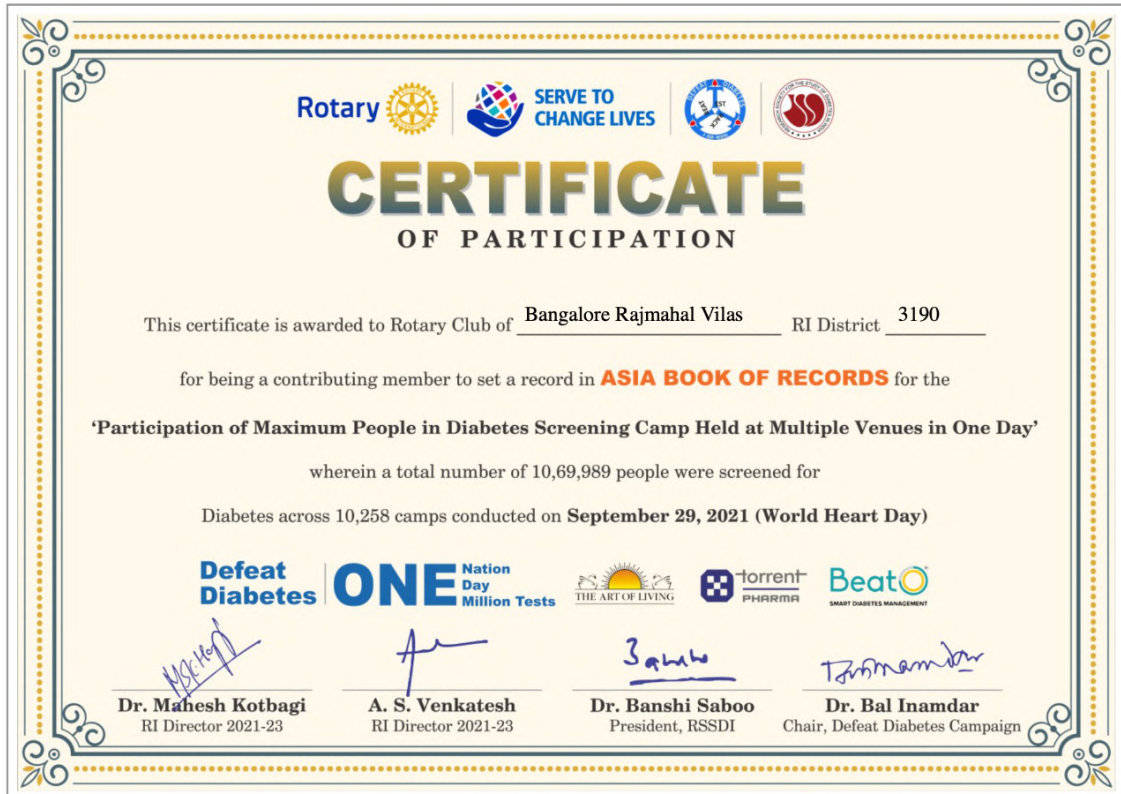 Rotary
SERVE TO
CHANGE LIVES
CERTIFICATE
OF PARTICIPATION
This certificate is awarded to Rotary Club of Bangalore Rajmahal Vilas RI District 3190
for being a contributing member to set a record in ASIA BOOK OF RECORDS for the
‘Participation of Maximum People in Diabetes Screening Camp Held at Multiple Venues in One Day’
wherein a total number of 10,69,989 people were screened for
Diabetes across 10,258 camps conducted on September 29, 2021 (World Heart Day)
Defeat
Diabetes
ONE
Nation
Day
Million Tests
THE ART OF LIVING
torrent
PHARMA
BeatO
SMART DIABETES MANAGEMENT
Dr. Mahesh Kotbagi
RI Director 2021-23
A. S. Venkatesh
RI Director 2021-23
Dr. Banshi Saboo
President, RSSDI
Dr. Bal Inamdar
Chair, Defeat Diabetes Campaign